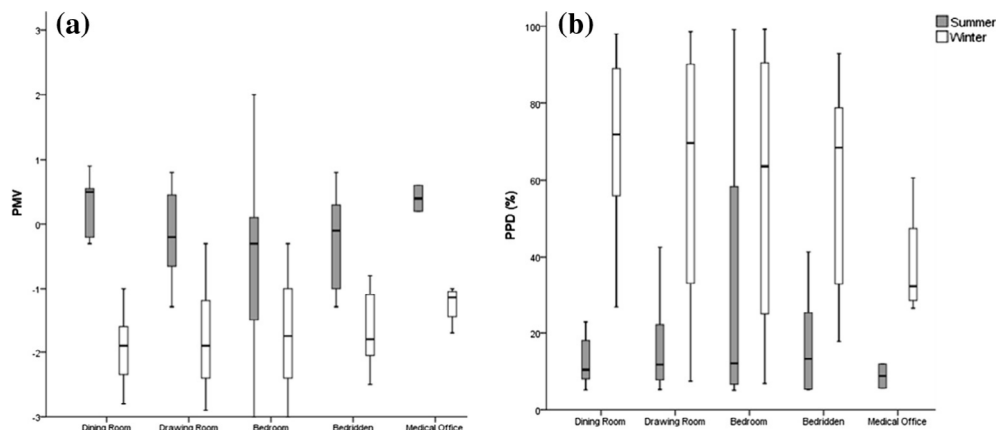 (a)
PMV
3
2
1
0
-1
-2
-3
Dining Room Drawing Room Bedroom Bedridden Medical Office
(b)
Summer
Winter
PPD (%)
100
80
60
40
20
0
Dining Room Drawing Room Bedroom Bedridden Medical Office